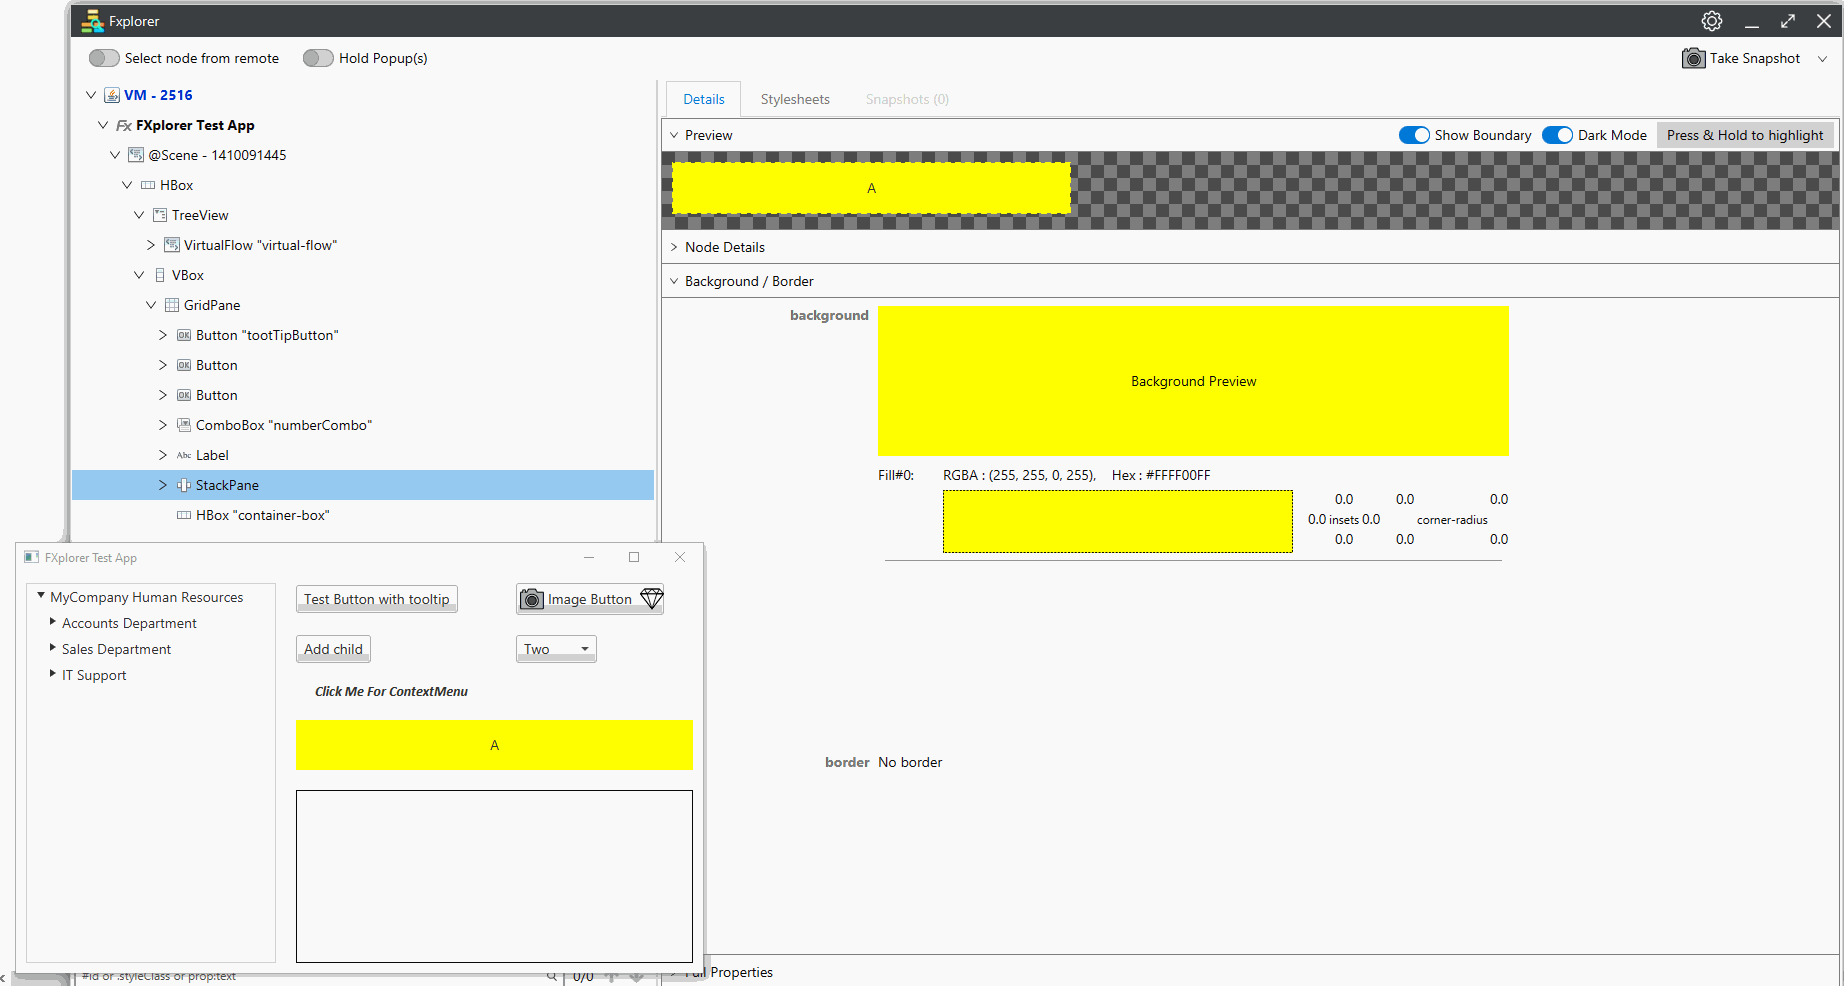 Fxplorer
Select node from remote Hold Popup(s) Take Snapshot
VM - 2516
Fx FXplorer Test App
@Scene - 1410091445
HBox
TreeView
VirtualFlow "virtual-flow"
VBox
GridPane
OK Button "tootTipButton"
OK Button
OK Button
ComboBox "numberCombo"
Abc Label
StackPane
HBox "container-box"
Details Stylesheets Snapshots (0)
Preview Show Boundary Dark Mode Press & Hold to highlight
A
Node Details
Background / Border
background
Background Preview
Fill#0: RGBA : (255, 255, 0, 255), Hex : #FFFF00FF
0.0 0.0 0.0
0.0 insets 0.0 corner-radius
0.0 0.0 0.0
border No border
Full Properties
FXplorer Test App
MyCompany Human Resources
Accounts Department
Sales Department
IT Support
Test Button with tooltip Image Button
Add child Two
Click Me For ContextMenu
A
#id or .styleClass or prop:text 0/0